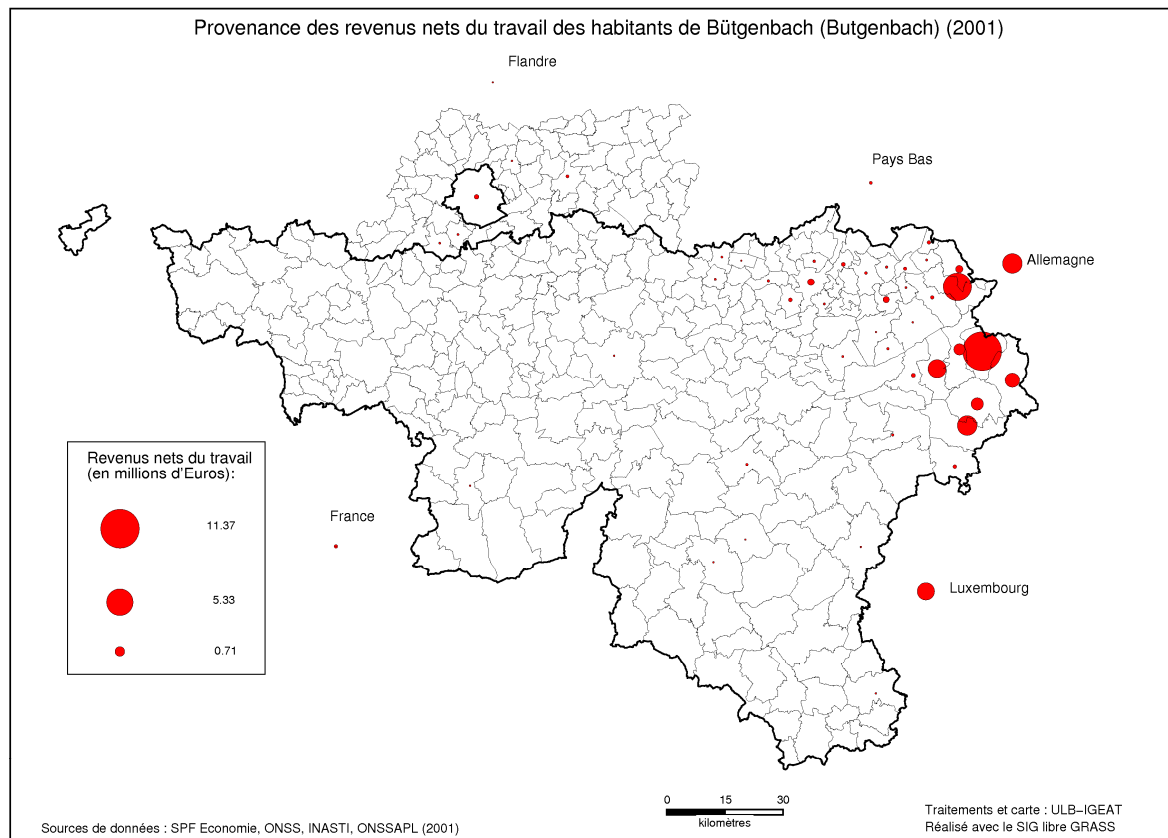 Provenance des revenus nets du travail des habitants de Bütgenbach (Butgenbach) (2001)
Flandre
Pays Bas
Allemagne
Revenus nets du travail
(en millions d'Euros):
11.37
5.33
0.71
France
Luxembourg
0 15 30
kilomètres
Sources de données : SPF Economie, ONSS, INASTI, ONSSAPL (2001)
Traitements et carte : ULB-IGEAT
Réalisé avec le SIG libre GRASS